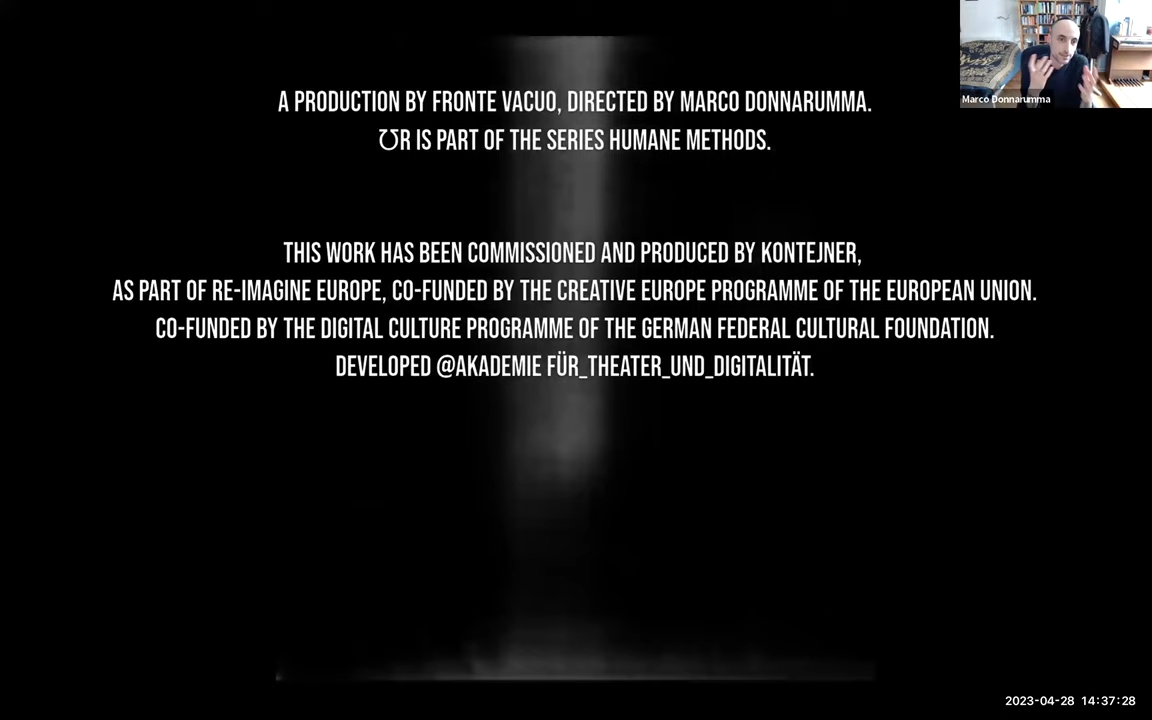 A PRODUCTION BY FRONTE VACUO, DIRECTED BY MARCO DONNARUMMA.
℧R IS PART OF THE SERIES HUMANE METHODS.
THIS WORK HAS BEEN COMMISSIONED AND PRODUCED BY KONTEJNER,
AS PART OF RE-IMAGINE EUROPE, CO-FUNDED BY THE CREATIVE EUROPE PROGRAMME OF THE EUROPEAN UNION.
CO-FUNDED BY THE DIGITAL CULTURE PROGRAMME OF THE GERMAN FEDERAL CULTURAL FOUNDATION.
DEVELOPED @AKADEMIE FÜR_THEATER_UND_DIGITALITÄT.
Marco Donnarumma
2023-04-28 14:37:28